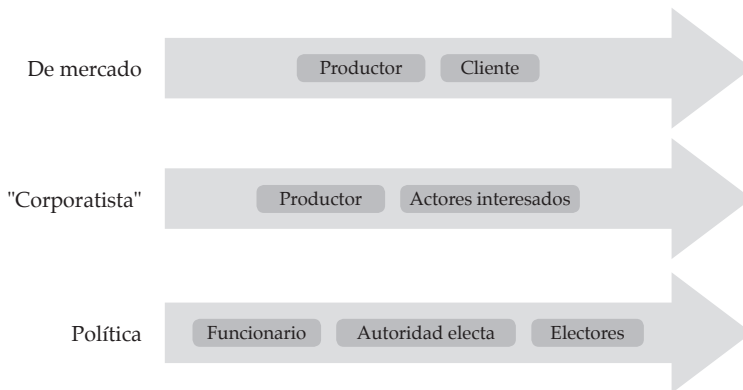 De mercado Productor Cliente
"Corporatista" Productor Actores interesados
Política Funcionario Autoridad electa Electores